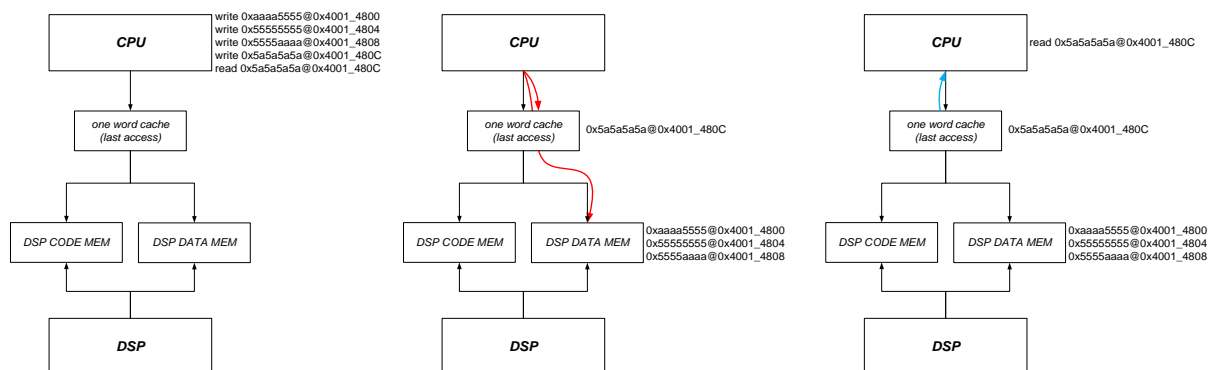 CPU
write 0xaaaa5555@0x4001_4800
write 0x55555555@0x4001_4804
write 0x5555aaaa@0x4001_4808
write 0x5a5a5a5a@0x4001_480C
read 0x5a5a5a5a@0x4001_480C
one word cache
(last access)
DSP CODE MEM
DSP DATA MEM
DSP
CPU
one word cache
(last access)
0x5a5a5a5a@0x4001_480C
DSP CODE MEM
DSP DATA MEM
0xaaaa5555@0x4001_4800
0x55555555@0x4001_4804
0x5555aaaa@0x4001_4808
DSP
CPU
read 0x5a5a5a5a@0x4001_480C
one word cache
(last access)
0x5a5a5a5a@0x4001_480C
DSP CODE MEM
DSP DATA MEM
0xaaaa5555@0x4001_4800
0x55555555@0x4001_4804
0x5555aaaa@0x4001_4808
DSP